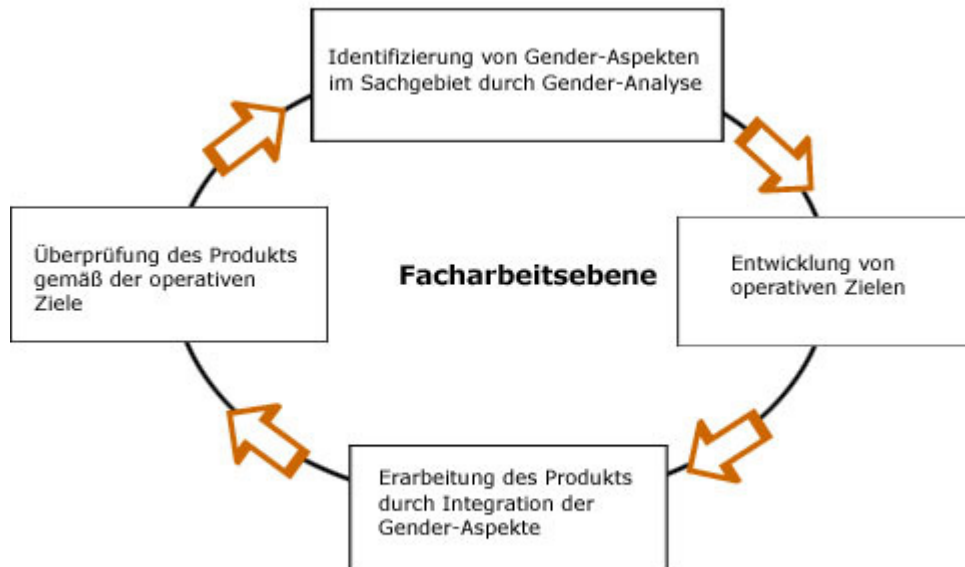 Identifizierung von Gender-Aspekten
im Sachgebiet durch Gender-Analyse
Überprüfung des Produkts
gemäß der operativen
Ziele
Facharbeitsebene
Entwicklung von
operativen Zielen
Erarbeitung des Produkts
durch Integration der
Gender-Aspekte